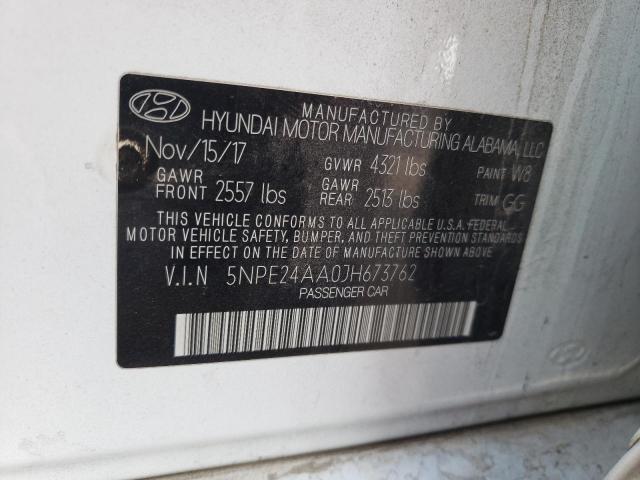 MANUFACTURED BY
HYUNDAI MOTOR MANUFACTURING ALABAMA, LLC
Nov/15/17 GVWR 4321 lbs PAINT W8
GAWR FRONT 2557 lbs GAWR REAR 2513 lbs TRIM GG
THIS VEHICLE CONFORMS TO ALL APPLICABLE U.S.A. FEDERAL
MOTOR VEHICLE SAFETY, BUMPER, AND THEFT PREVENTION STANDARDS
IN EFFECT ON THE DATE OF MANUFACTURE SHOWN ABOVE.
V.I.N 5NPE24AA0JH673762
PASSENGER CAR